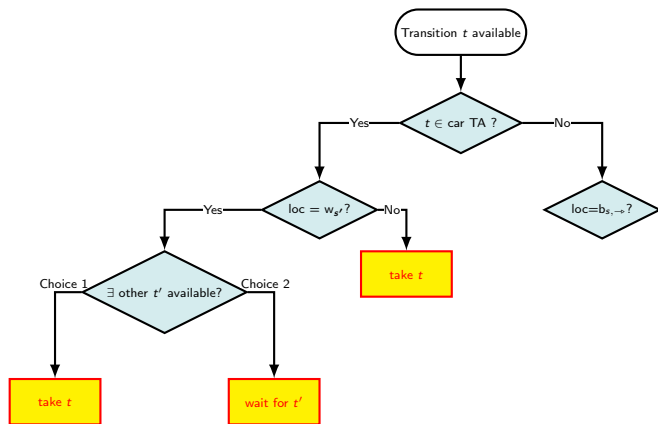 Transition t available
t ∈ car TA ?
Yes
No
loc = w_{s′}?
loc=b_{s,→}?
Yes
No
take t
Choice 1
∃ other t′ available?
Choice 2
take t
wait for t′